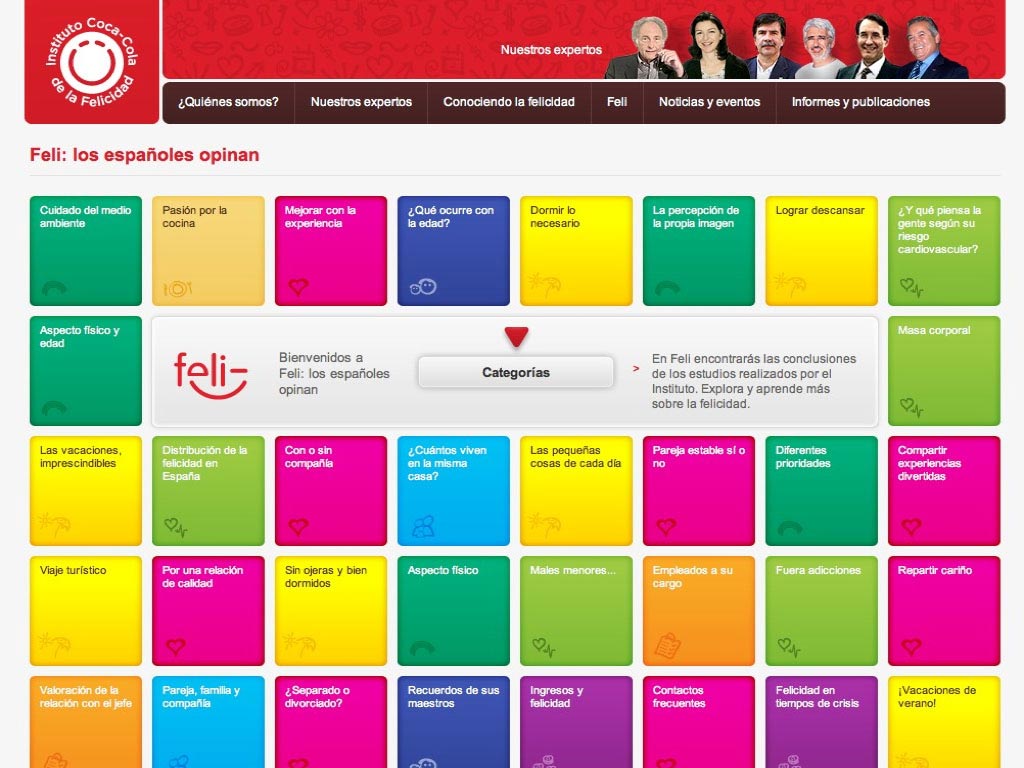 Instituto Coca-Cola
de la Felicidad
Nuestros expertos
¿Quiénes somos?
Nuestros expertos
Conociendo la felicidad
Feli
Noticias y eventos
Informes y publicaciones
Feli: los españoles opinan
Cuidado del medio
ambiente
Pasión por la
cocina
Mejorar con la
experiencia
¿Qué ocurre con
la edad?
Dormir lo
necesario
La percepción de
la propia imagen
Lograr descansar
¿Y qué piensa la
gente según su
riesgo
cardiovascular?
Aspecto físico y
edad
feli
Bienvenidos a
Feli: los españoles
opinan
Categorías
>
En Feli encontrarás las conclusiones
de los estudios realizados por el
Instituto. Explora y aprende más
sobre la felicidad.
Masa corporal
Las vacaciones,
imprescindibles
Distribución de la
felicidad en
España
Con o sin
compañía
¿Cuántos viven
en la misma
casa?
Las pequeñas
cosas de cada día
Pareja estable sí o
no
Diferentes
prioridades
Compartir
experiencias
divertidas
Viaje turístico
Por una relación
de calidad
Sin ojeras y bien
dormidos
Aspecto físico
Males menores...
Empleados a su
cargo
Fuera adicciones
Repartir cariño
Valoración de la
relación con el jefe
Pareja, familia y
compañía
¿Separado o
divorciado?
Recuerdos de sus
maestros
Ingresos y
felicidad
Contactos
frecuentes
Felicidad en
tiempos de crisis
¡Vacaciones de
verano!